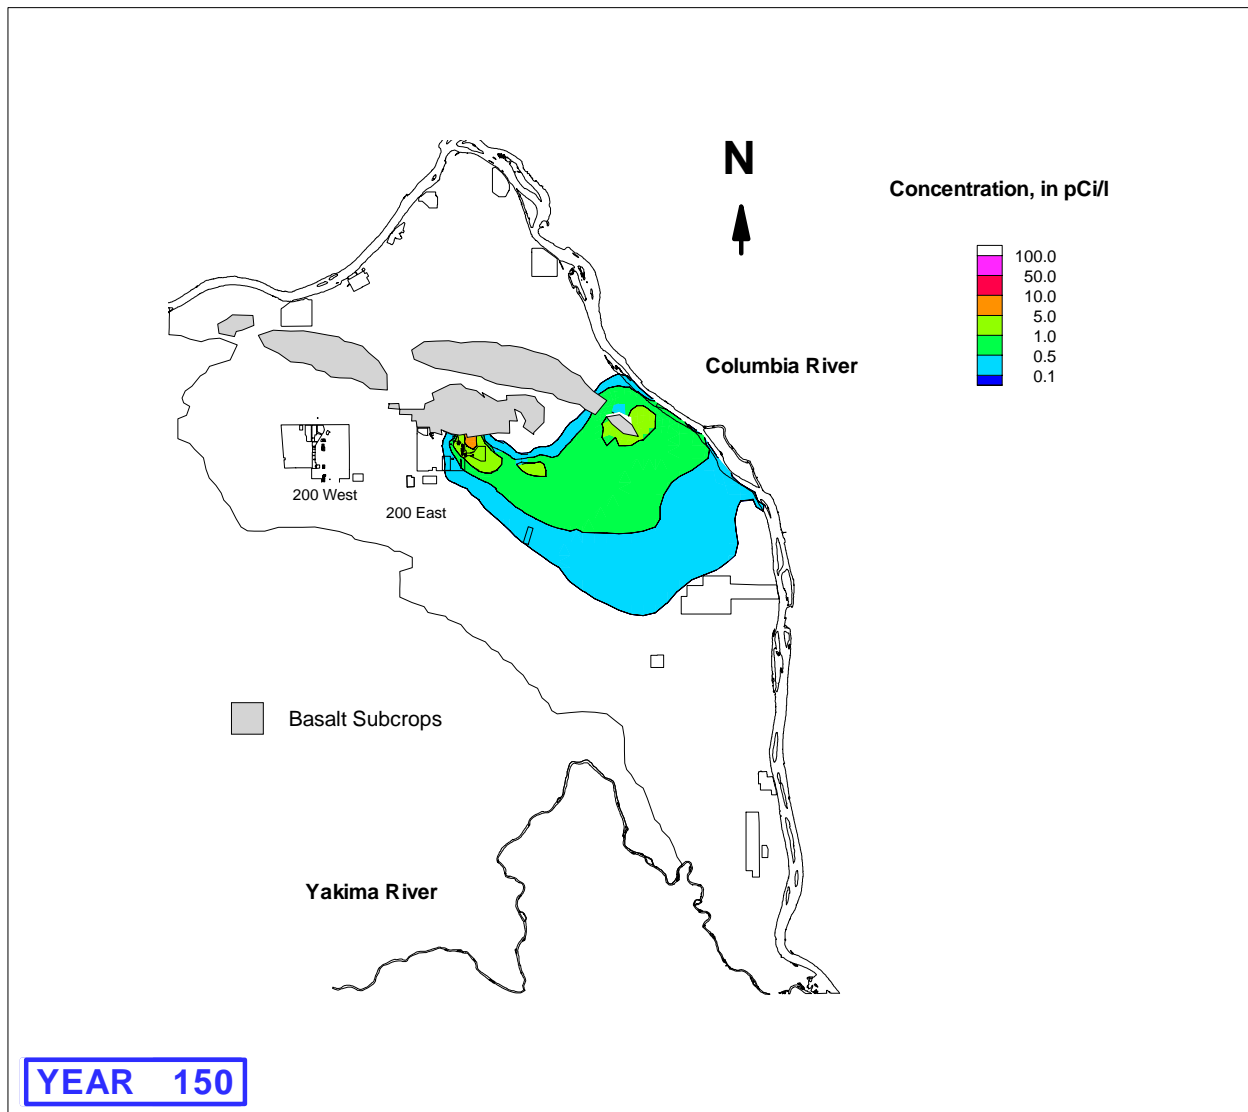 N
Concentration, in pCi/l
100.0
50.0
10.0
5.0
1.0
0.5
0.1
Columbia River
200 West
200 East
Basalt Subcrops
Yakima River
YEAR 150